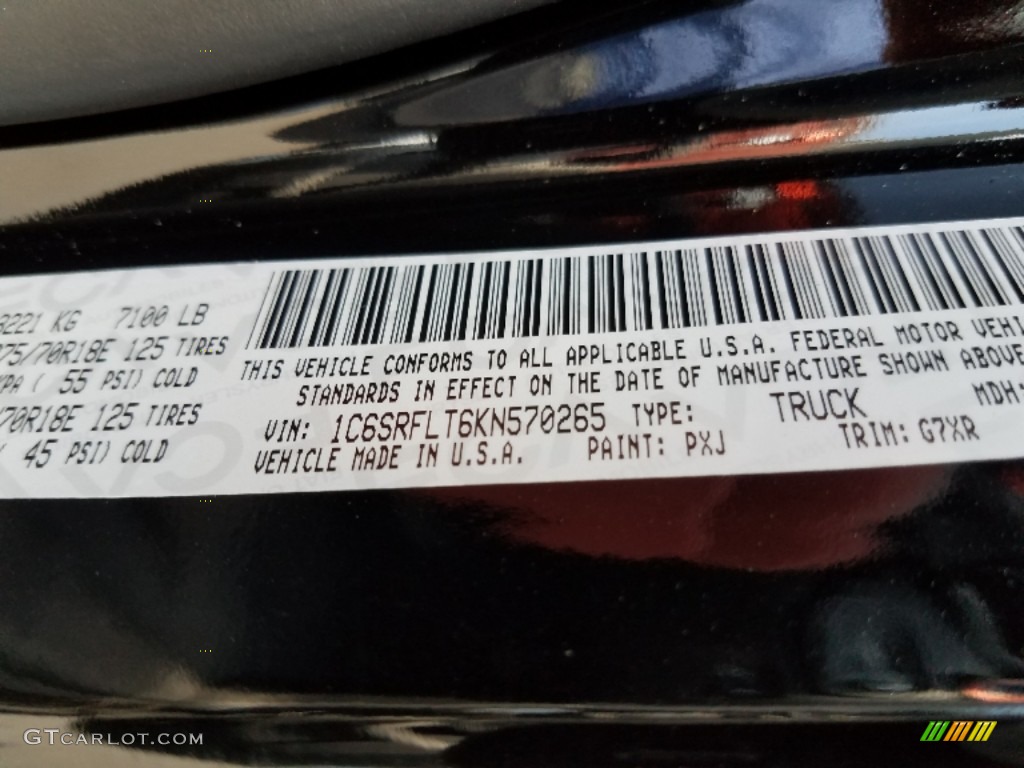 3221 KG 7100 LB
275/70R18E 125 TIRES
KPA ( 55 PSI) COLD
/70R18E 125 TIRES
( 45 PSI) COLD
THIS VEHICLE CONFORMS TO ALL APPLICABLE U.S.A. FEDERAL MOTOR VEHI
STANDARDS IN EFFECT ON THE DATE OF MANUFACTURE SHOWN ABOVE
VIN: 1C6SRFLT6KN570265 TYPE: TRUCK MDH:
VEHICLE MADE IN U.S.A. PAINT: PXJ TRIM: G7XR
GTCARLOT.COM